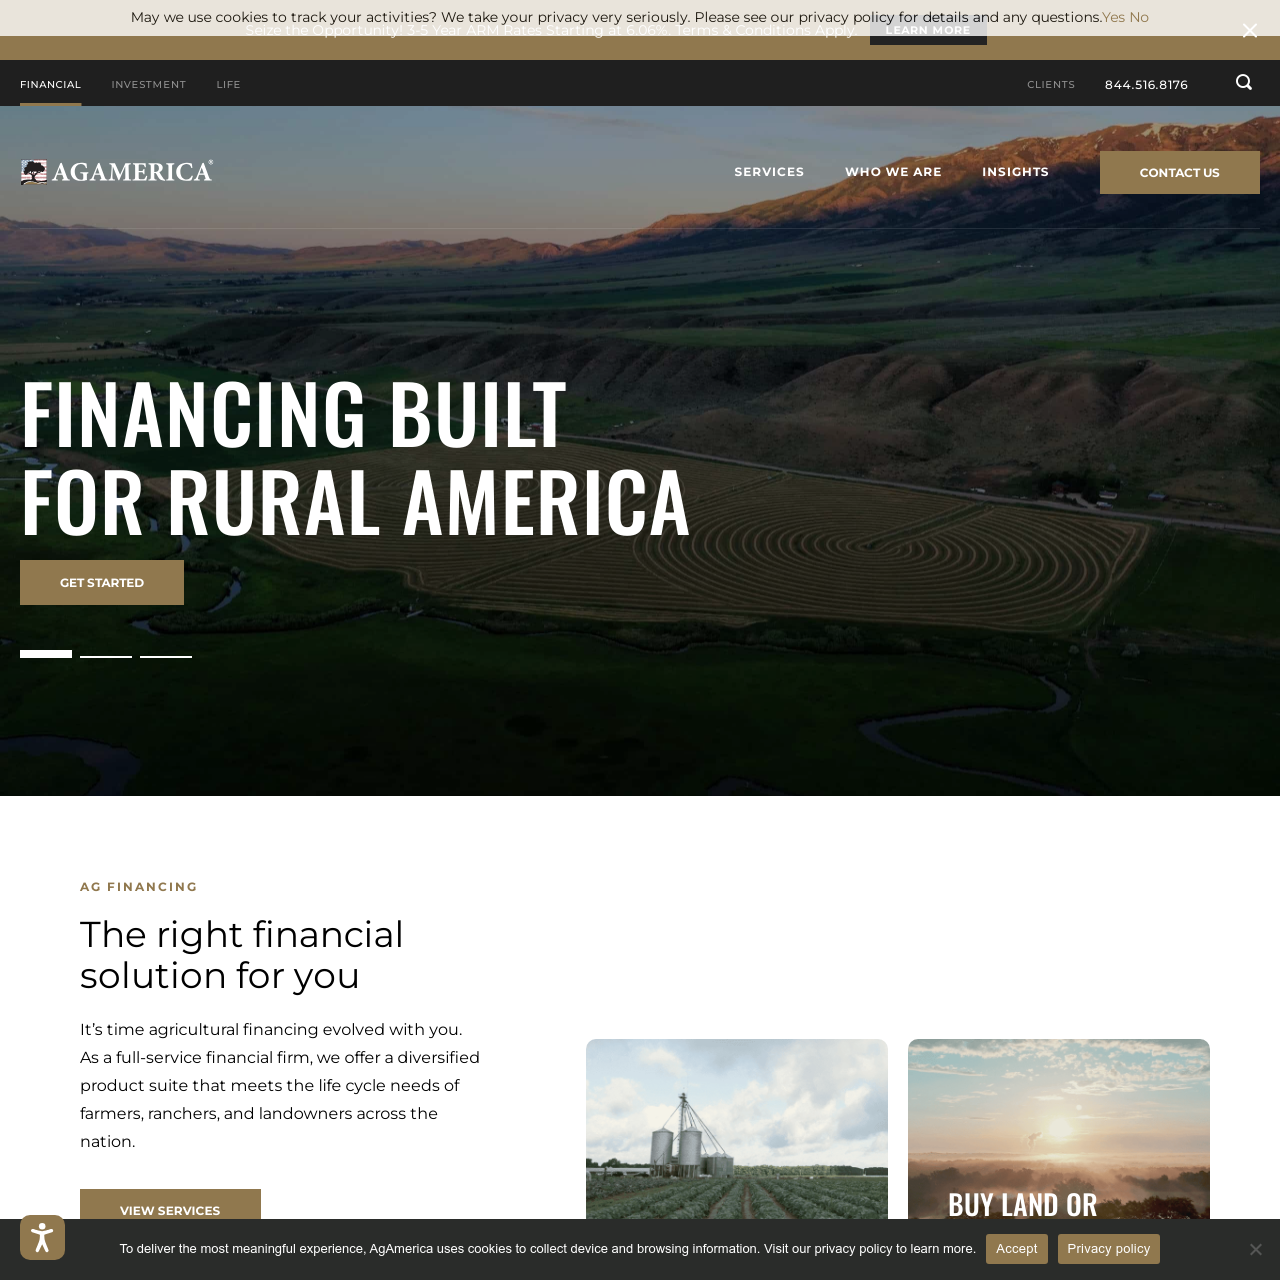 May we use cookies to track your activities? We take your privacy very seriously. Please see our privacy policy for details and any questions.Yes No
Seize the Opportunity! 3-5 Year ARM Rates Starting at 6.06%. Terms & Conditions Apply. LEARN MORE
FINANCIAL INVESTMENT LIFE CLIENTS 844.516.8176
AGAMERICA® SERVICES WHO WE ARE INSIGHTS CONTACT US
FINANCING BUILT
FOR RURAL AMERICA
GET STARTED
AG FINANCING
The right financial
solution for you
It’s time agricultural financing evolved with you.
As a full-service financial firm, we offer a diversified
product suite that meets the life cycle needs of
farmers, ranchers, and landowners across the
nation.
VIEW SERVICES
BUY LAND OR
To deliver the most meaningful experience, AgAmerica uses cookies to collect device and browsing information. Visit our privacy policy to learn more. Accept Privacy policy